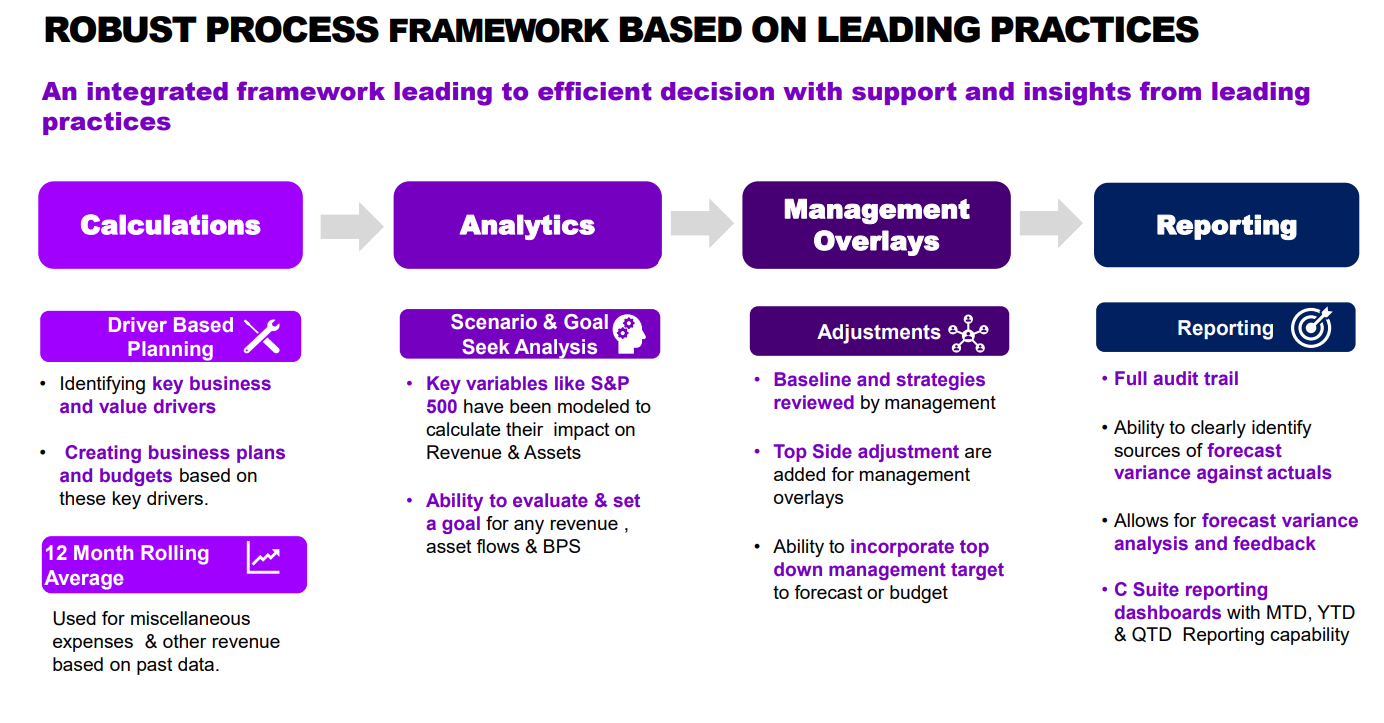 ROBUST PROCESS FRAMEWORK BASED ON LEADING PRACTICES
An integrated framework leading to efficient decision with support and insights from leading
practices
Calculations
Analytics
Management
Overlays
Reporting
Driver Based
Planning
• Identifying key business
and value drivers
• Creating business plans
and budgets based on
these key drivers.
12 Month Rolling
Average
Used for miscellaneous
expenses & other revenue
based on past data.
Scenario & Goal
Seek Analysis
• Key variables like S&P
500 have been modeled to
calculate their impact on
Revenue & Assets
• Ability to evaluate & set
a goal for any revenue ,
asset flows & BPS
Adjustments
• Baseline and strategies
reviewed by management
• Top Side adjustment are
added for management
overlays
• Ability to incorporate top
down management target
to forecast or budget
Reporting
• Full audit trail
• Ability to clearly identify
sources of forecast
variance against actuals
• Allows for forecast variance
analysis and feedback
• C Suite reporting
dashboards with MTD, YTD
& QTD Reporting capability